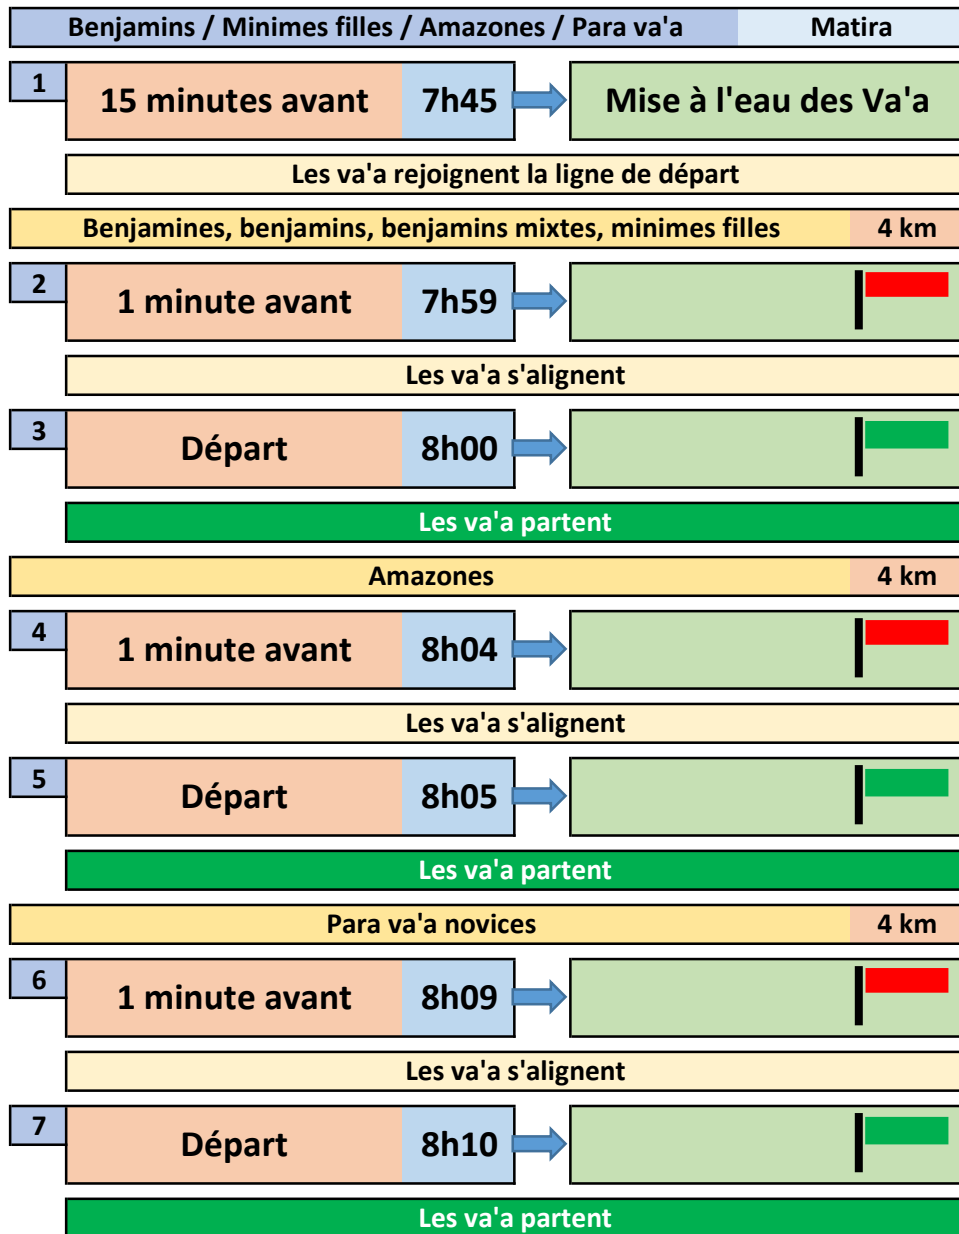 Benjamins / Minimes filles / Amazones / Para va'a Matira
1 15 minutes avant 7h45 Mise à l'eau des Va'a
Les va'a rejoignent la ligne de départ
Benjamines, benjamins, benjamins mixtes, minimes filles 4 km
2 1 minute avant 7h59
Les va'a s'alignent
3 Départ 8h00
Les va'a partent
Amazones 4 km
4 1 minute avant 8h04
Les va'a s'alignent
5 Départ 8h05
Les va'a partent
Para va'a novices 4 km
6 1 minute avant 8h09
Les va'a s'alignent
7 Départ 8h10
Les va'a partent